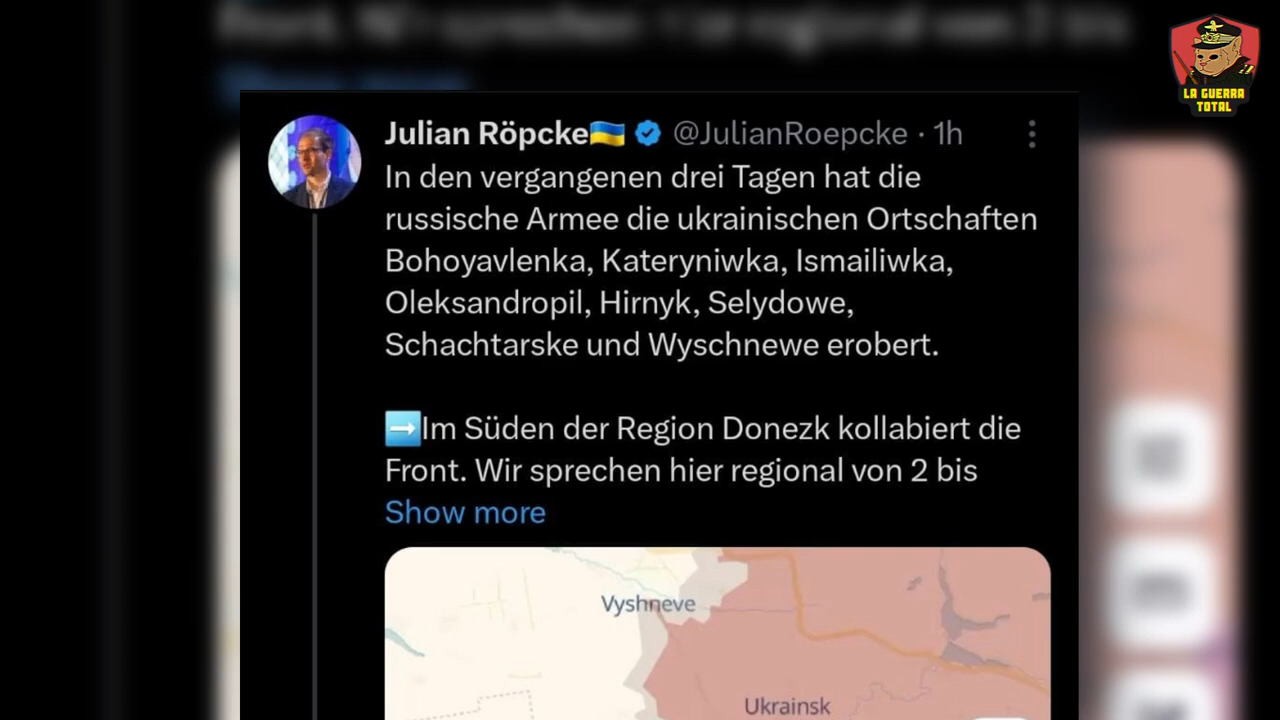 LA GUERRA
TOTAL
Julian Röpcke🇺🇦 @JulianRoepcke · 1h
In den vergangenen drei Tagen hat die
russische Armee die ukrainischen Ortschaften
Bohoyavlenka, Kateryniwka, Ismailiwka,
Oleksandropil, Hirnyk, Selydowe,
Schachtarske und Wyschnewe erobert.
➡️Im Süden der Region Donezk kollabiert die
Front. Wir sprechen hier regional von 2 bis
Show more
Vyshneve
Ukrainsk